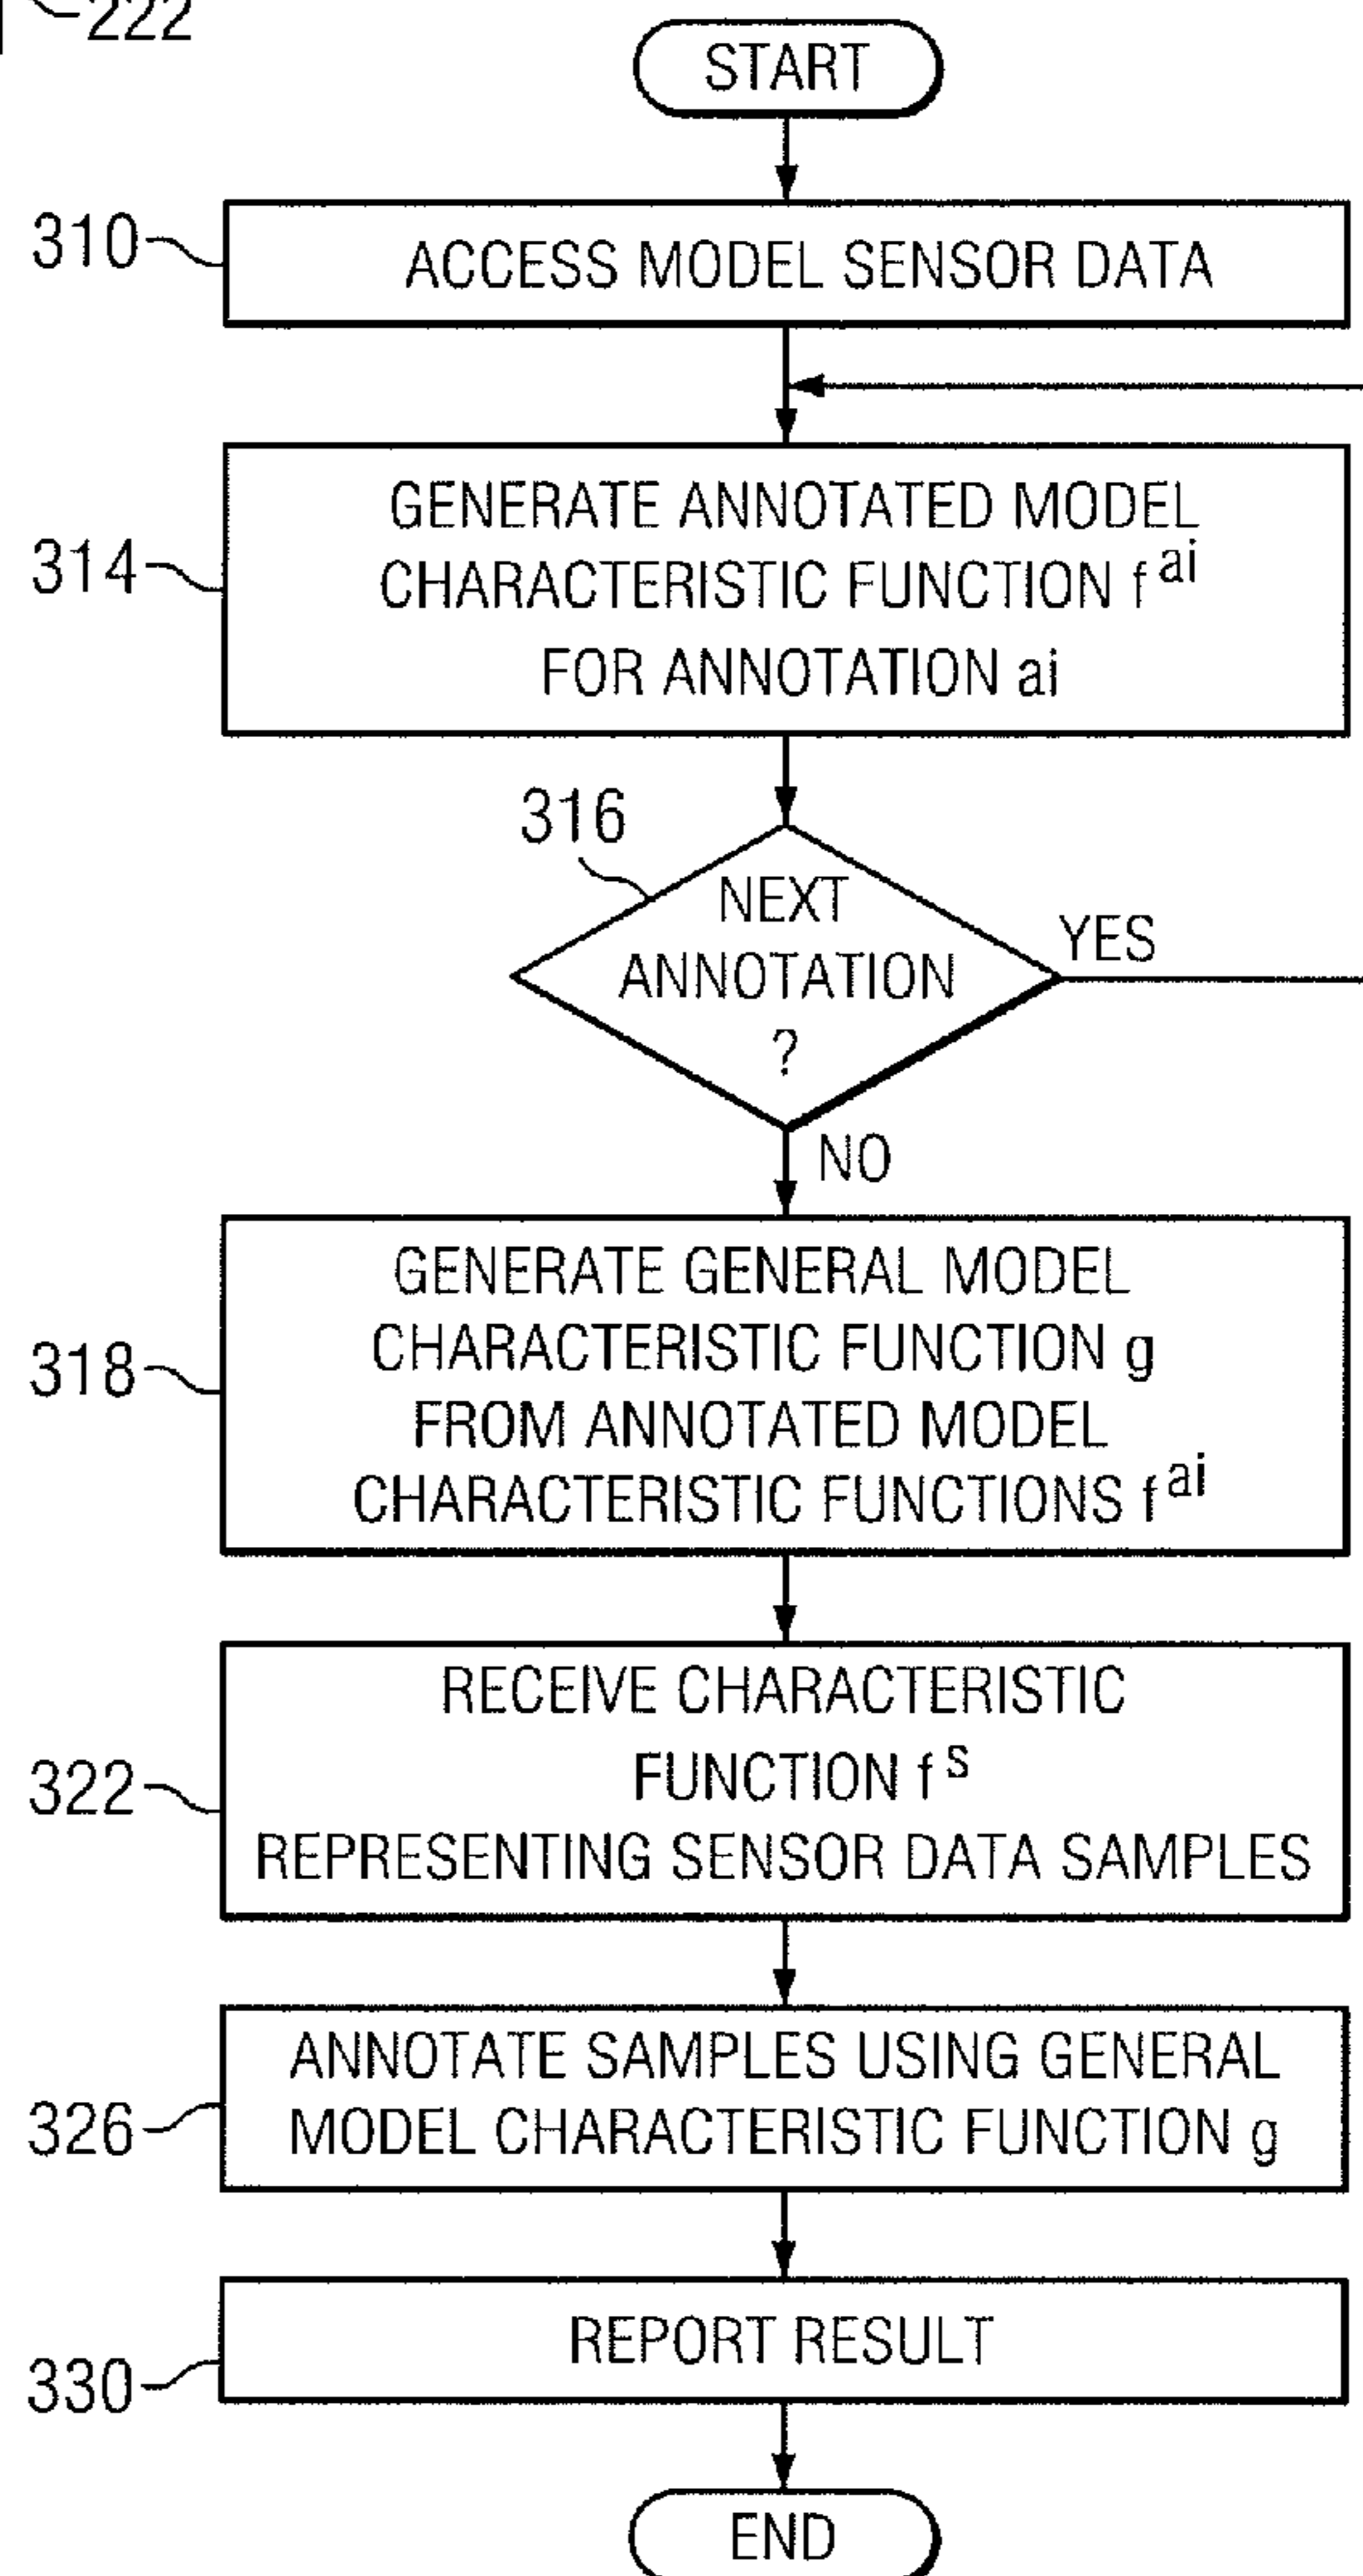 222
START
310
ACCESS MODEL SENSOR DATA
314
GENERATE ANNOTATED MODEL
CHARACTERISTIC FUNCTION f ai
FOR ANNOTATION ai
316
NEXT
ANNOTATION
?
YES
NO
318
GENERATE GENERAL MODEL
CHARACTERISTIC FUNCTION g
FROM ANNOTATED MODEL
CHARACTERISTIC FUNCTIONS f ai
322
RECEIVE CHARACTERISTIC
FUNCTION f s
REPRESENTING SENSOR DATA SAMPLES
326
ANNOTATE SAMPLES USING GENERAL
MODEL CHARACTERISTIC FUNCTION g
330
REPORT RESULT
END